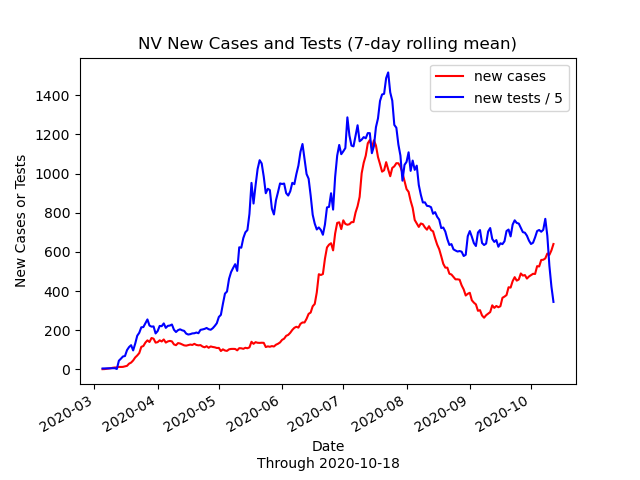 NV New Cases and Tests (7-day rolling mean)
new cases
new tests / 5
New Cases or Tests
1400
1200
1000
800
600
400
200
0
2020-03
2020-04
2020-05
2020-06
2020-07
2020-08
2020-09
2020-10
Date
Through 2020-10-18